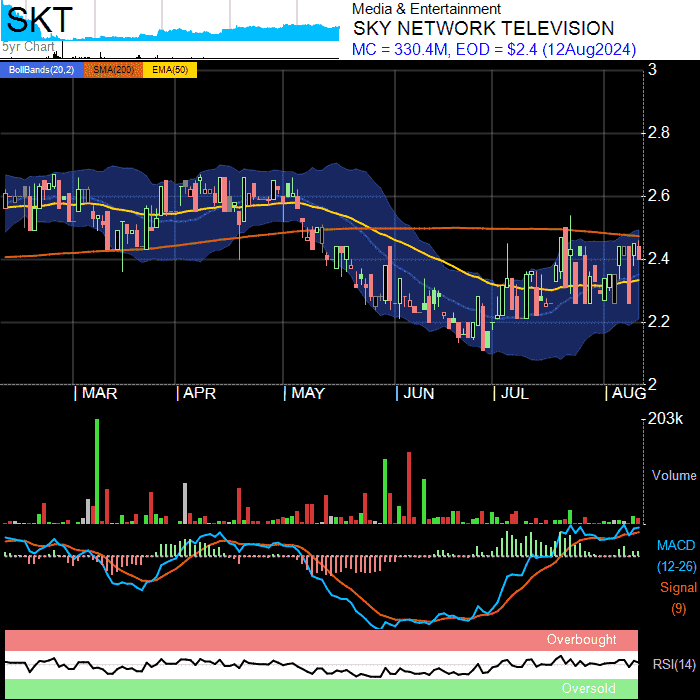 SKT
5yr Chart
Media & Entertainment
SKY NETWORK TELEVISION
MC = 330.4M, EOD = $2.4 (12Aug2024)
BollBands(20,2) SMA(200) EMA(50)
3
2.8
2.6
2.4
2.2
2
MAR APR MAY JUN JUL AUG
203k
Volume
MACD
(12-26)
Signal
(9)
Overbought
RSI(14)
Oversold